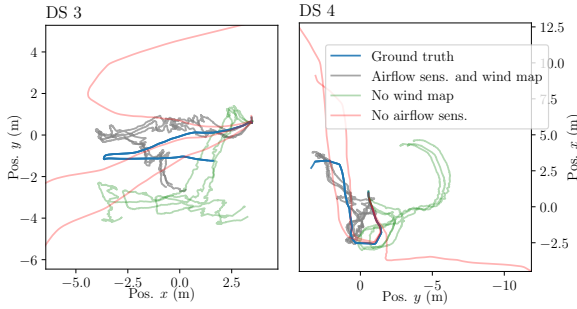 DS 3
DS 4
4
2
0
−2
−4
−6
Pos. y (m)
−5.0
−2.5
0.0
2.5
Pos. x (m)
Ground truth
Airflow sens. and wind map
No wind map
No airflow sens.
12.5
10.0
7.5
5.0
2.5
0.0
−2.5
Pos. x (m)
0
−5
−10
Pos. y (m)